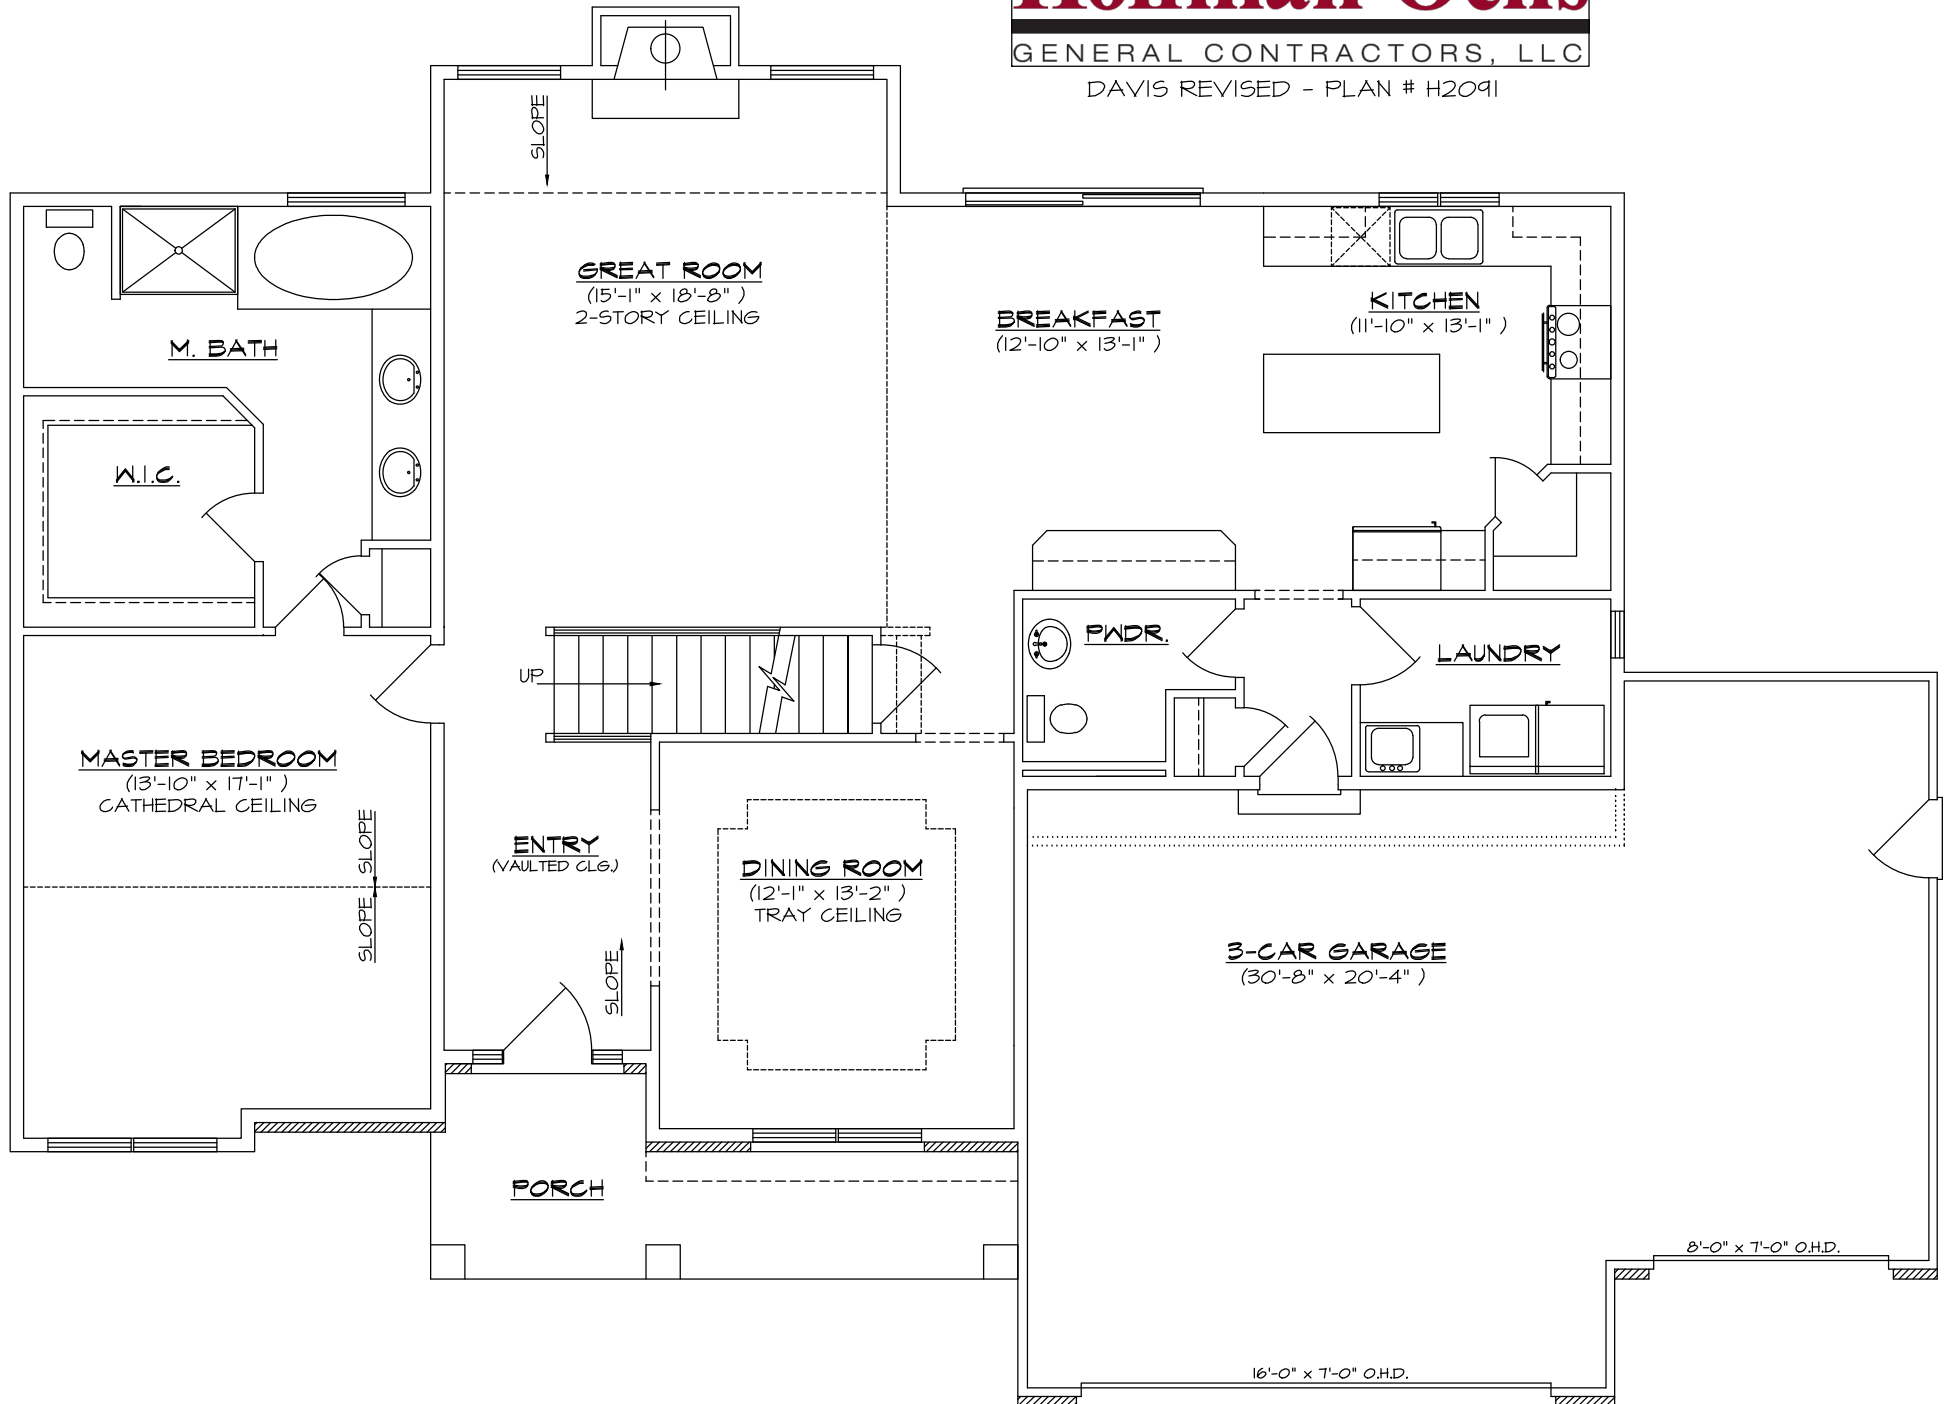 GENERAL CONTRACTORS, LLC
DAVIS REVISED - PLAN # H2091
SLOPE
GREAT ROOM
(15'-1" x 18'-8" )
2-STORY CEILING
BREAKFAST
(12'-10" x 13'-1" )
KITCHEN
(11'-10" x 13'-1" )
M. BATH
W.I.C.
PWDR.
LAUNDRY
UP
MASTER BEDROOM
(13'-10" x 17'-1" )
CATHEDRAL CEILING
SLOPE
SLOPE
ENTRY
(VAULTED CLG.)
SLOPE
DINING ROOM
(12'-1" x 13'-2" )
TRAY CEILING
3-CAR GARAGE
(30'-8" x 20'-4" )
PORCH
8'-0" x 7'-0" O.H.D.
16'-0" x 7'-0" O.H.D.